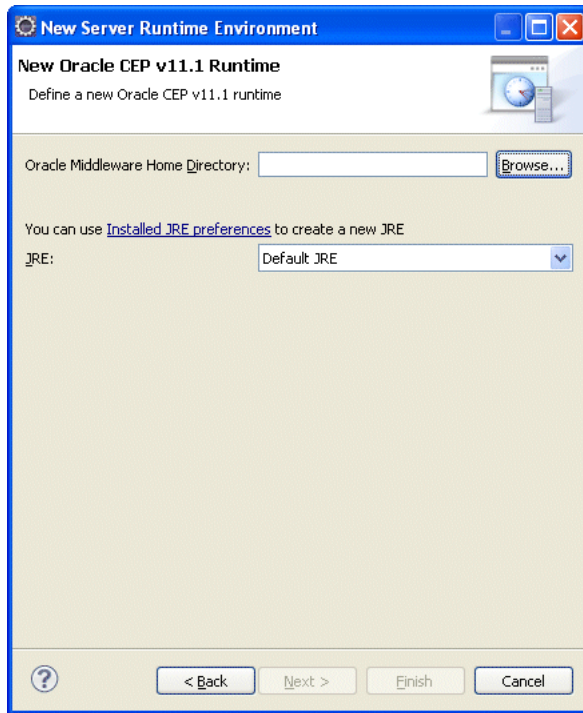 New Server Runtime Environment
New Oracle CEP v11.1 Runtime
Define a new Oracle CEP v11.1 runtime
Oracle Middleware Home Directory: Browse...
You can use Installed JRE preferences to create a new JRE
JRE: Default JRE
? < Back Next > Finish Cancel